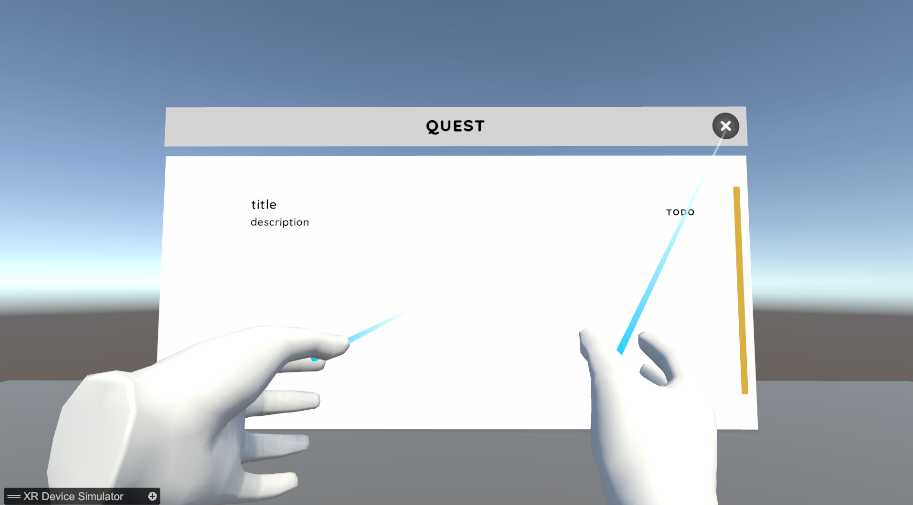 QUEST
title
TODO
description
XR Device Simulator